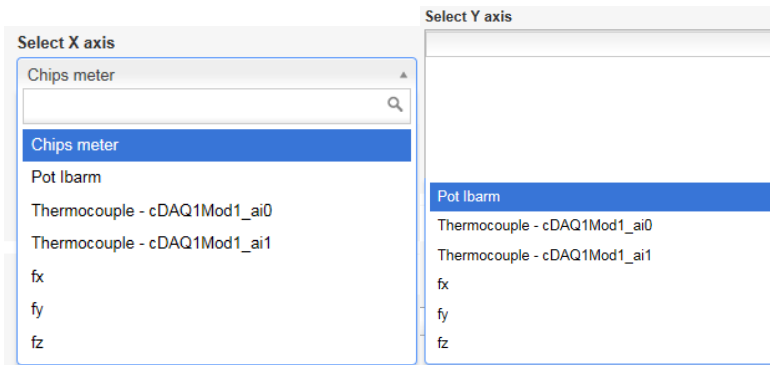 Select X axis
Chips meter
Chips meter
Pot Ibarm
Thermocouple - cDAQ1Mod1_ai0
Thermocouple - cDAQ1Mod1_ai1
fx
fy
fz
Select Y axis
Pot Ibarm
Thermocouple - cDAQ1Mod1_ai0
Thermocouple - cDAQ1Mod1_ai1
fx
fy
fz